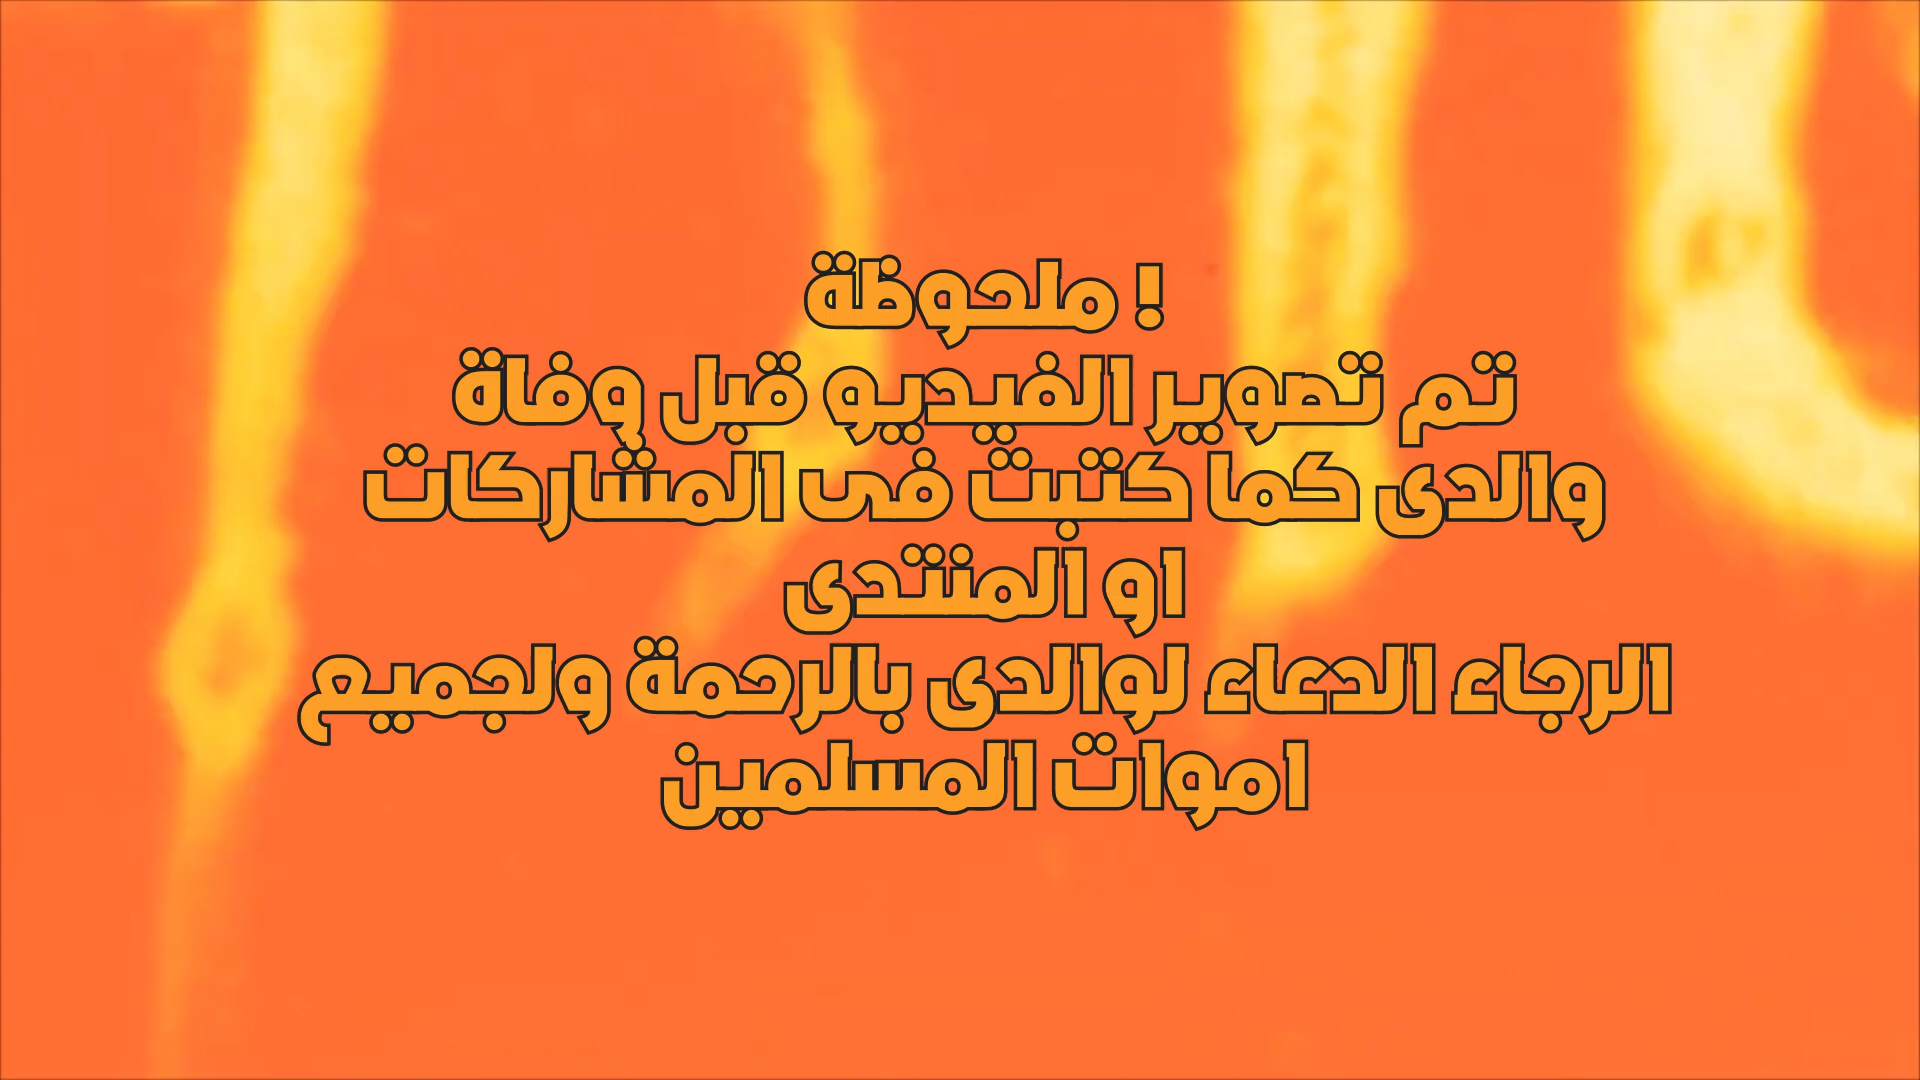 ! ملحوظة
تم تصوير الفيديو قبل وفاة
والدى كما كتبت فى المشاركات
او المنتدى
الرجاء الدعاء لوالدى بالرحمة ولجميع
اموات المسلمين